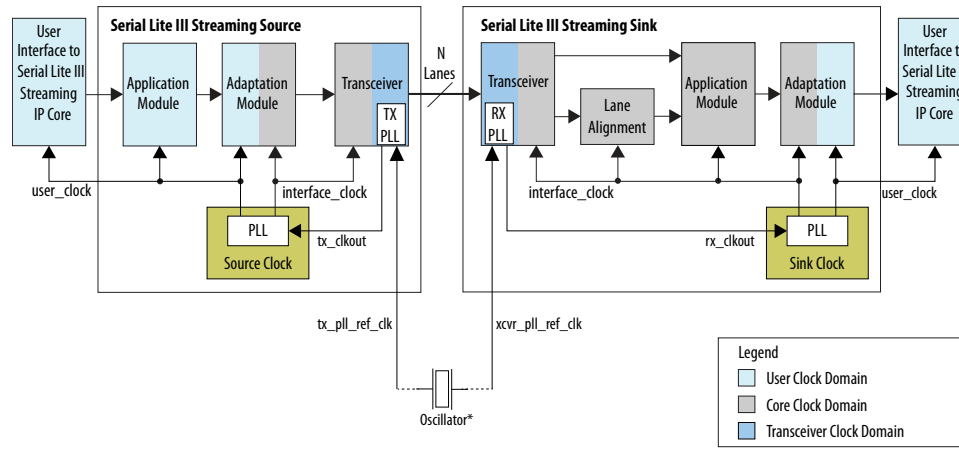 User
Interface to
Serial Lite III
Streaming
IP Core
Serial Lite III Streaming Source
Application
Module
Adaptation
Module
Transceiver
TX
PLL
user_clock
interface_clock
PLL
Source Clock
tx_clkout
N
Lanes
Serial Lite III Streaming Sink
Transceiver
RX
PLL
Lane
Alignment
Application
Module
Adaptation
Module
interface_clock
rx_clkout
PLL
Sink Clock
user_clock
User
Interface t
Serial Lite
Streaming
IP Core
tx_pll_ref_clk
xcvr_pll_ref_clk
Oscillator*
Legend
User Clock Domain
Core Clock Domain
Transceiver Clock Domain